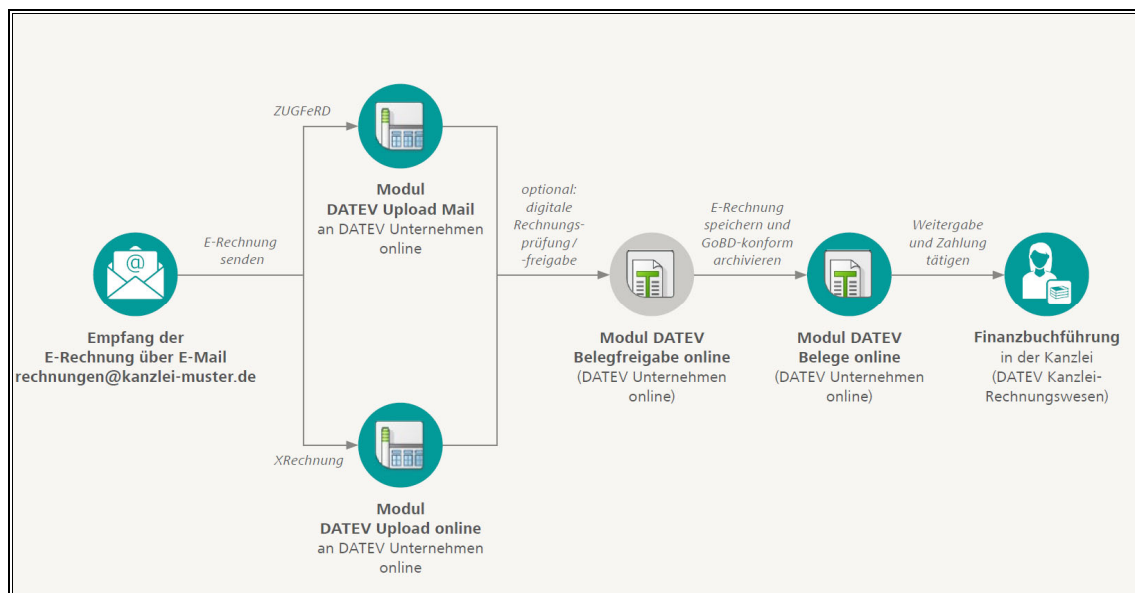 ZUGFeRD
Modul
DATEV Upload Mail
an DATEV Unternehmen
online
E-Rechnung
senden
@
Empfang der
E-Rechnung über E-Mail
rechnungen@kanzlei-muster.de
XRechnung
Modul
DATEV Upload online
an DATEV Unternehmen
online
optional:
digitale
Rechnungs-
prüfung/
-freigabe
Modul DATEV
Belegfreigabe online
(DATEV Unternehmen
online)
E-Rechnung
speichern und
GoBD-konform
archivieren
Modul DATEV
Belege online
(DATEV Unternehmen
online)
Weitergabe
und Zahlung
tätigen
Finanzbuchführung
in der Kanzlei
(DATEV Kanzlei-
Rechnungswesen)